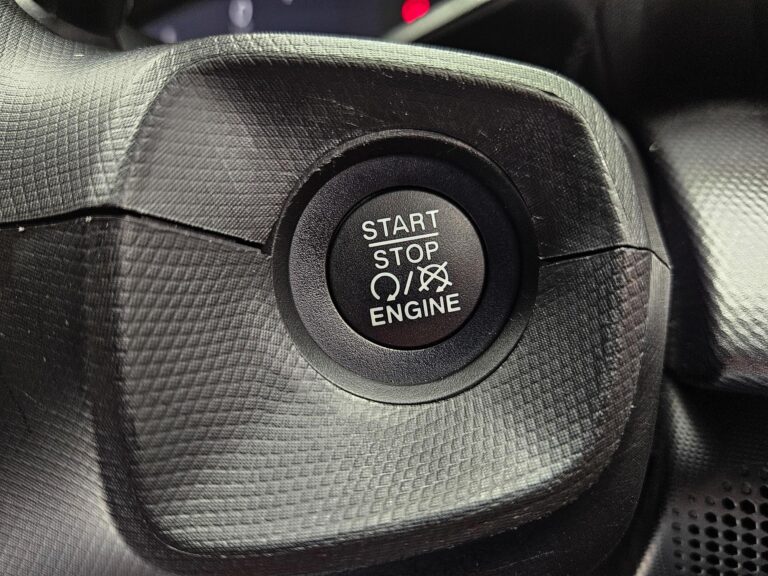 START
STOP
/
ENGINE